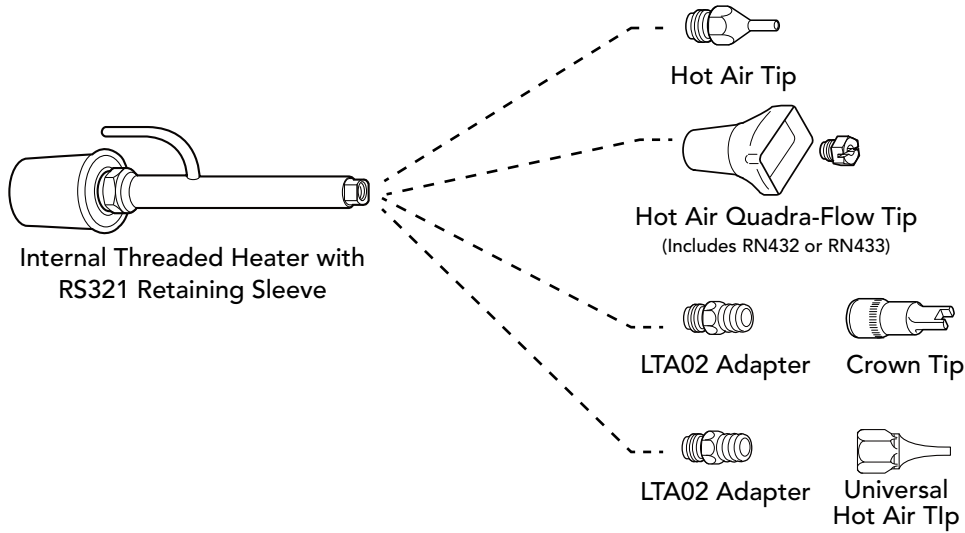 Hot Air Tip
Hot Air Quadra-Flow Tip
(Includes RN432 or RN433)
Internal Threaded Heater with
RS321 Retaining Sleeve
LTA02 Adapter
Crown Tip
LTA02 Adapter
Universal
Hot Air TIp